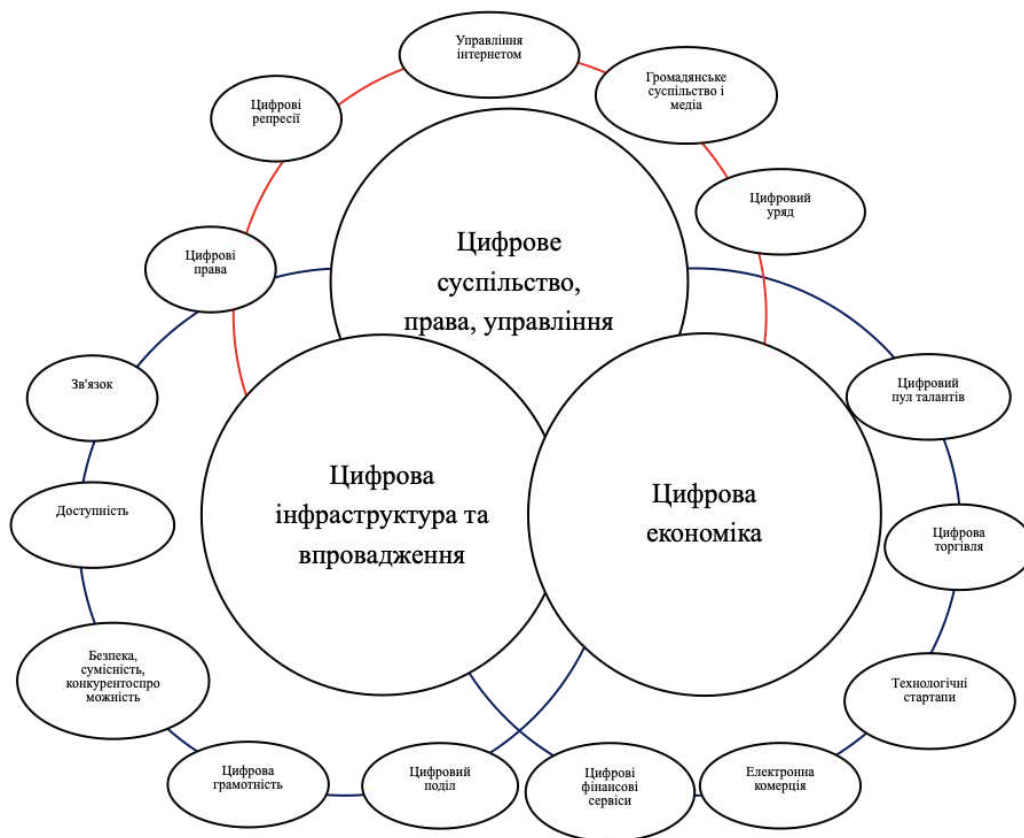 Управління
інтернетом
Громадянське
суспільство і
медіа
Цифрові
репресії
Цифровий
уряд
Цифрові
права
Цифрове
суспільство,
права, управління
Зв'язок
Цифровий
пул талантів
Цифрова
інфраструктура та
впровадження
Цифрова
економіка
Доступність
Цифрова
торгівля
Безпека,
сумісність,
конкурентоспро
можність
Технологічні
стартапи
Цифрова
грамотність
Цифровий
поділ
Цифрові
фінансові
сервіси
Електронна
комерція